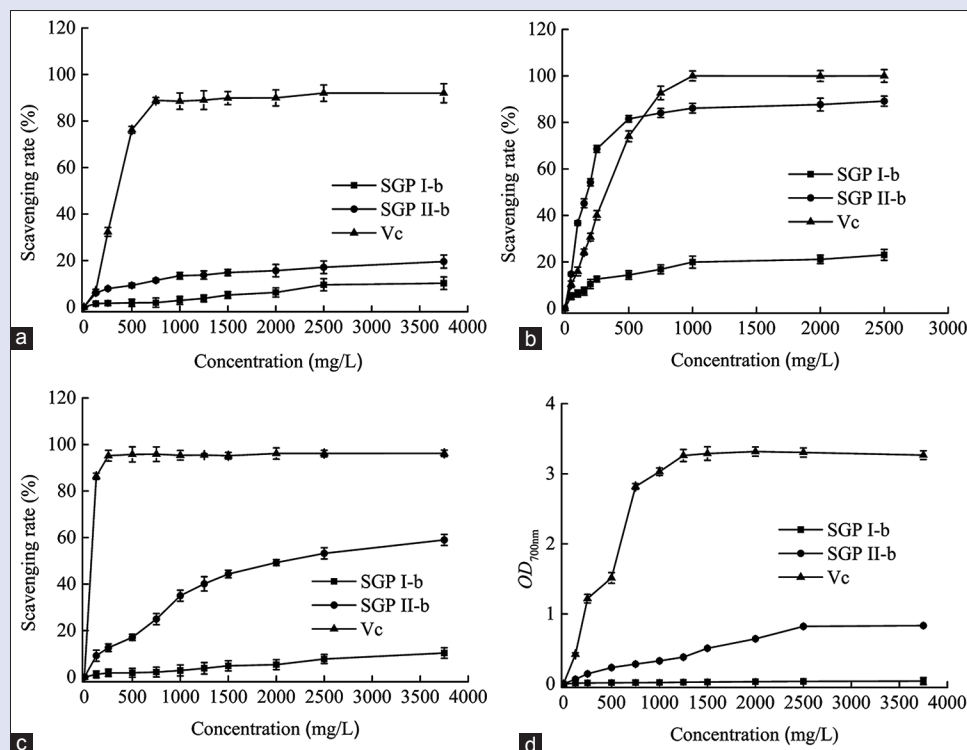 120
100
80
60
40
20
0
Scavenging rate (%)
SGP I-b
SGP II-b
Vc
0 500 1000 1500 2000 2500 3000 3500 4000
Concentration (mg/L)
a
120
100
80
60
40
20
0
Scavenging rate (%)
SGP I-b
SGP II-b
Vc
0 500 1000 1500 2000 2500 3000
Concentration (mg/L)
b
120
100
80
60
40
20
0
Scavenging rate (%)
SGP I-b
SGP II-b
Vc
0 500 1000 1500 2000 2500 3000 3500 4000
Concentration (mg/L)
c
4
3
2
1
0
OD700nm
SGP I-b
SGP II-b
Vc
0 500 1000 1500 2000 2500 3000 3500 4000
Concentration (mg/L)
d